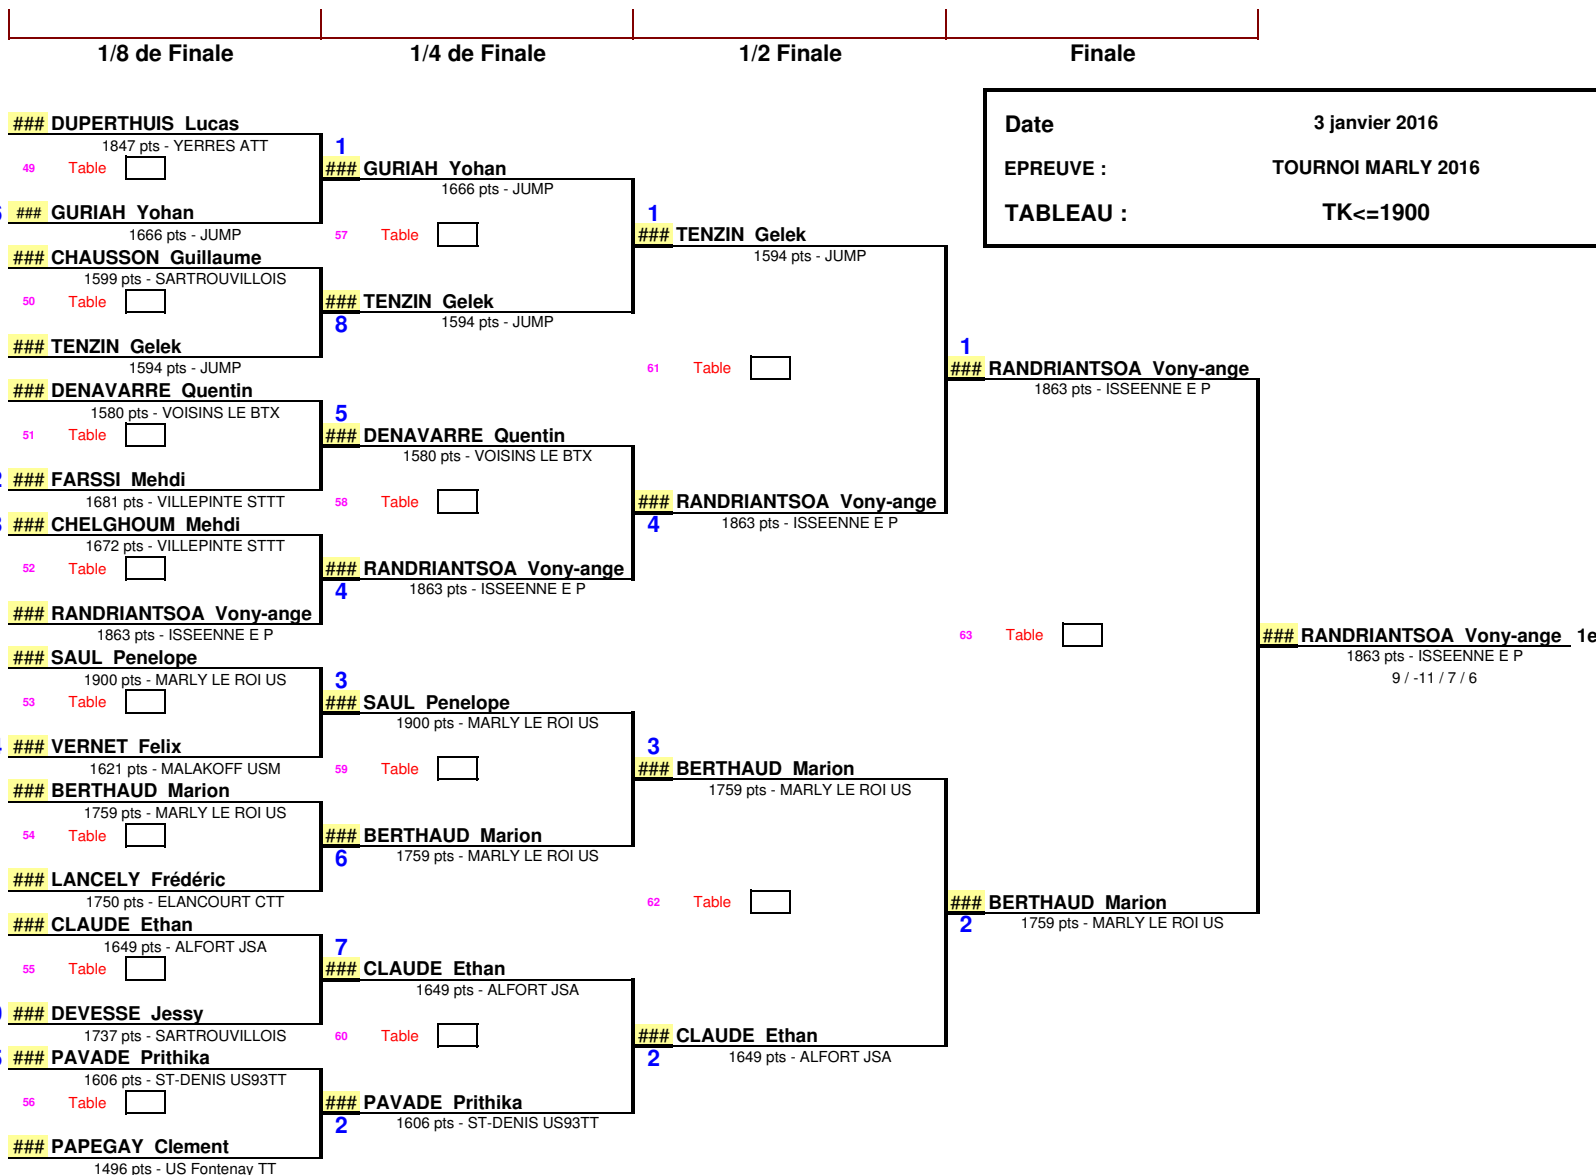 1/8 de Finale
1/4 de Finale
1/2 Finale
Finale
Date 3 janvier 2016
EPREUVE : TOURNOI MARLY 2016
TABLEAU : TK<=1900
### DUPERTHUIS Lucas
1847 pts - YERRES ATT
49 Table
### GURIAH Yohan
1666 pts - JUMP
### CHAUSSON Guillaume
1599 pts - SARTROUVILLOIS
50 Table
### TENZIN Gelek
1594 pts - JUMP
### DENAVARRE Quentin
1580 pts - VOISINS LE BTX
51 Table
### FARSSI Mehdi
1681 pts - VILLEPINTE STTT
### CHELGHOUM Mehdi
1672 pts - VILLEPINTE STTT
52 Table
### RANDRIANTSOA Vony-ange
1863 pts - ISSEENNE E P
### SAUL Penelope
1900 pts - MARLY LE ROI US
53 Table
### VERNET Felix
1621 pts - MALAKOFF USM
### BERTHAUD Marion
1759 pts - MARLY LE ROI US
54 Table
### LANCELY Frédéric
1750 pts - ELANCOURT CTT
### CLAUDE Ethan
1649 pts - ALFORT JSA
55 Table
### DEVESSE Jessy
1737 pts - SARTROUVILLOIS
### PAVADE Prithika
1606 pts - ST-DENIS US93TT
56 Table
### PAPEGAY Clement
1496 pts - US Fontenay TT
1
### GURIAH Yohan
1666 pts - JUMP
57 Table
### TENZIN Gelek
8
1594 pts - JUMP
5
### DENAVARRE Quentin
1580 pts - VOISINS LE BTX
58 Table
### RANDRIANTSOA Vony-ange
4
1863 pts - ISSEENNE E P
3
### SAUL Penelope
1900 pts - MARLY LE ROI US
59 Table
### BERTHAUD Marion
6
1759 pts - MARLY LE ROI US
7
### CLAUDE Ethan
1649 pts - ALFORT JSA
60 Table
### PAVADE Prithika
2
1606 pts - ST-DENIS US93TT
1
### TENZIN Gelek
1594 pts - JUMP
61 Table
### RANDRIANTSOA Vony-ange
4
1863 pts - ISSEENNE E P
3
### BERTHAUD Marion
1759 pts - MARLY LE ROI US
62 Table
### CLAUDE Ethan
2
1649 pts - ALFORT JSA
1
### RANDRIANTSOA Vony-ange
1863 pts - ISSEENNE E P
63 Table
### BERTHAUD Marion
2
1759 pts - MARLY LE ROI US
### RANDRIANTSOA Vony-ange 1e
1863 pts - ISSEENNE E P
9 / -11 / 7 / 6